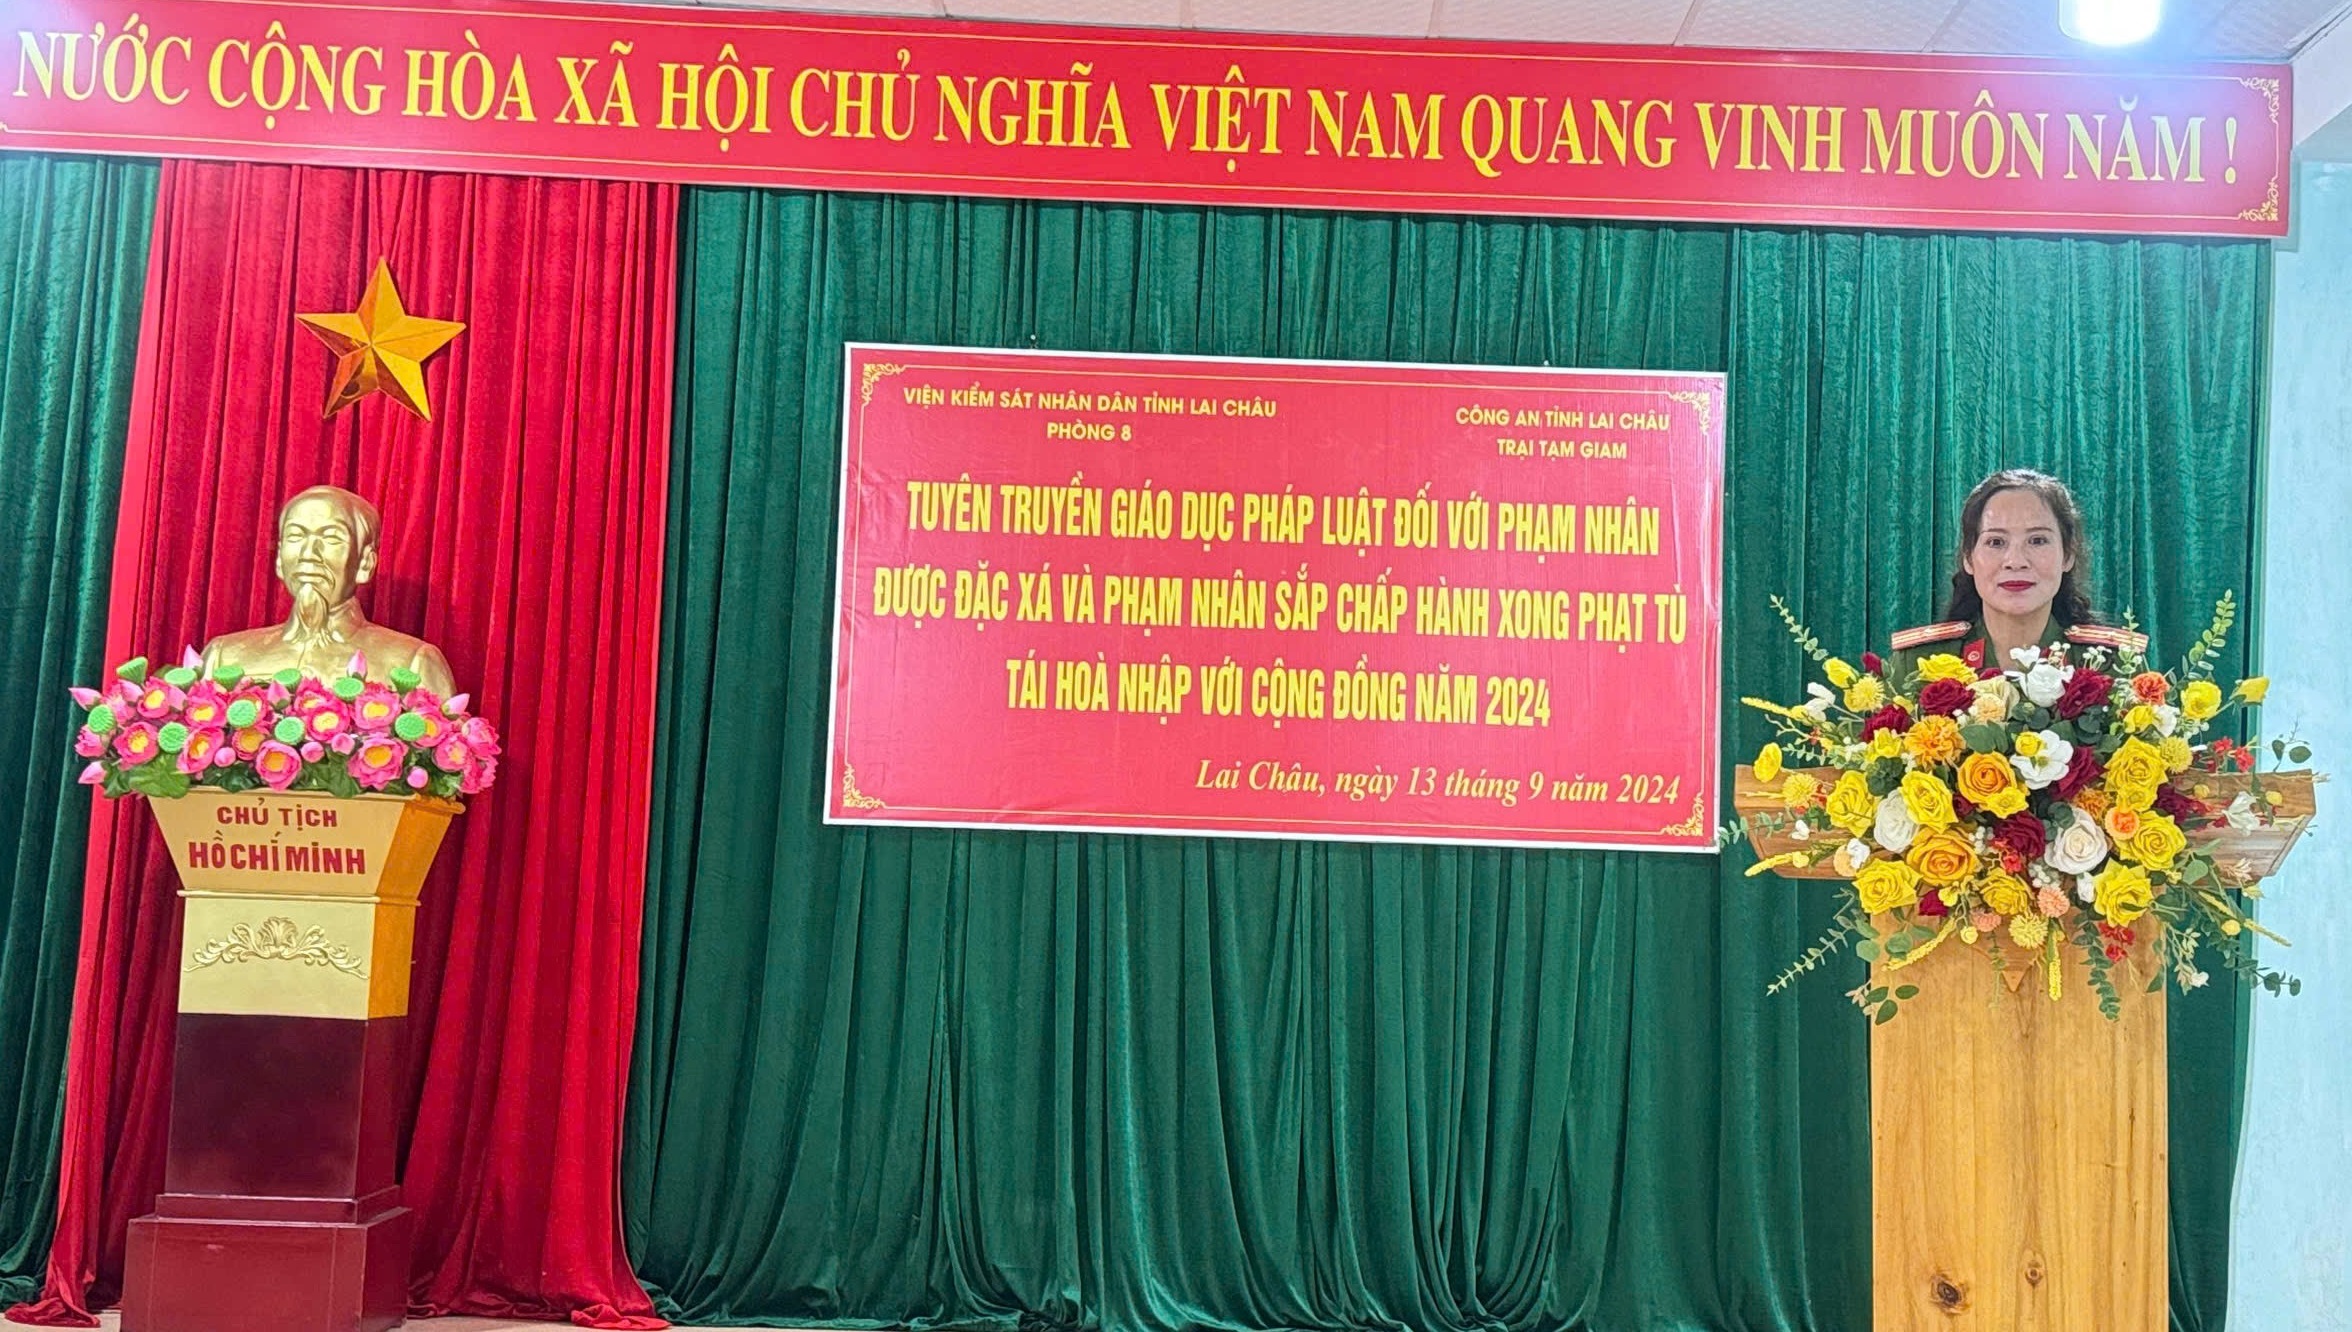 NƯỚC CỘNG HÒA XÃ HỘI CHỦ NGHĨA VIỆT NAM QUANG VINH MUÔN NĂM !
VIỆN KIỂM SÁT NHÂN DÂN TỈNH LAI CHÂU
PHÒNG 8
CÔNG AN TỈNH LAI CHÂU
TRẠI TẠM GIAM
TUYÊN TRUYỀN GIÁO DỤC PHÁP LUẬT ĐỐI VỚI PHẠM NHÂN
ĐƯỢC ĐẶC XÁ VÀ PHẠM NHÂN SẮP CHẤP HÀNH XONG PHẠT TÙ
TÁI HOÀ NHẬP VỚI CỘNG ĐỒNG NĂM 2024
Lai Châu, ngày 13 tháng 9 năm 2024
CHỦ TỊCH
HỒ CHÍ MINH